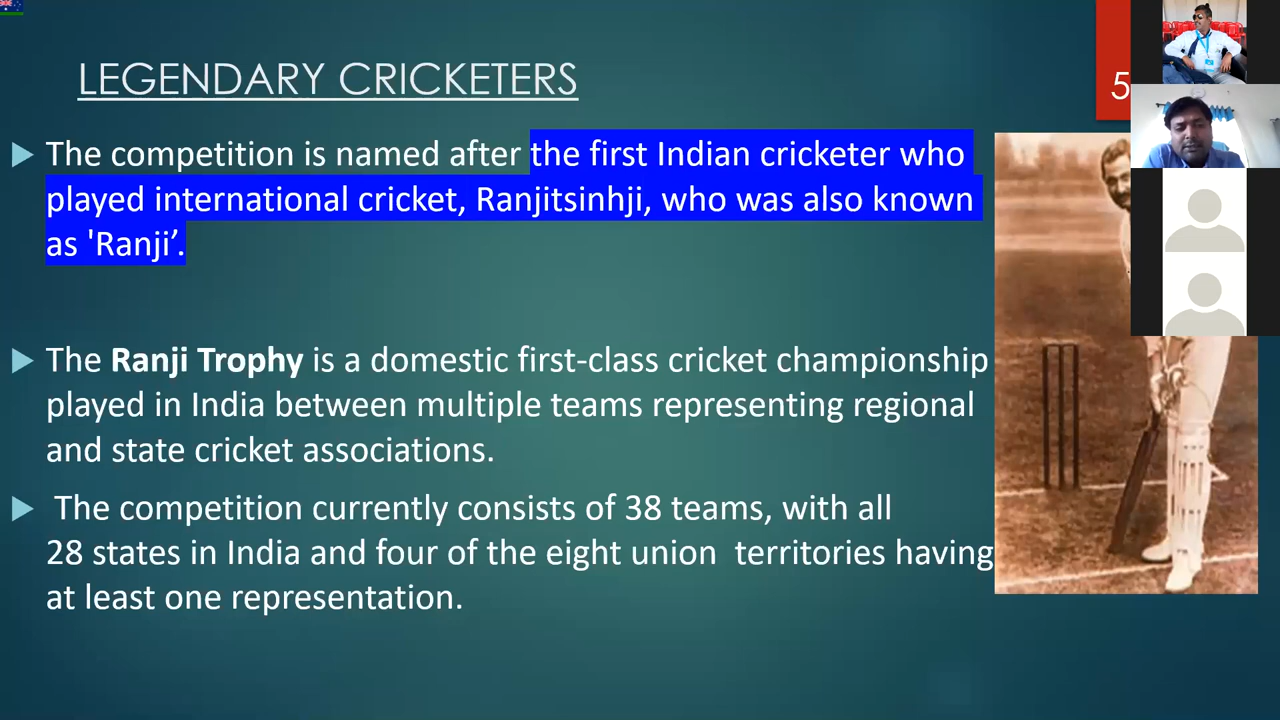 LEGENDARY CRICKETERS
5
The competition is named after the first Indian cricketer who
played international cricket, Ranjitsinhji, who was also known
as 'Ranji’.
The Ranji Trophy is a domestic first-class cricket championship
played in India between multiple teams representing regional
and state cricket associations.
The competition currently consists of 38 teams, with all
28 states in India and four of the eight union territories having
at least one representation.